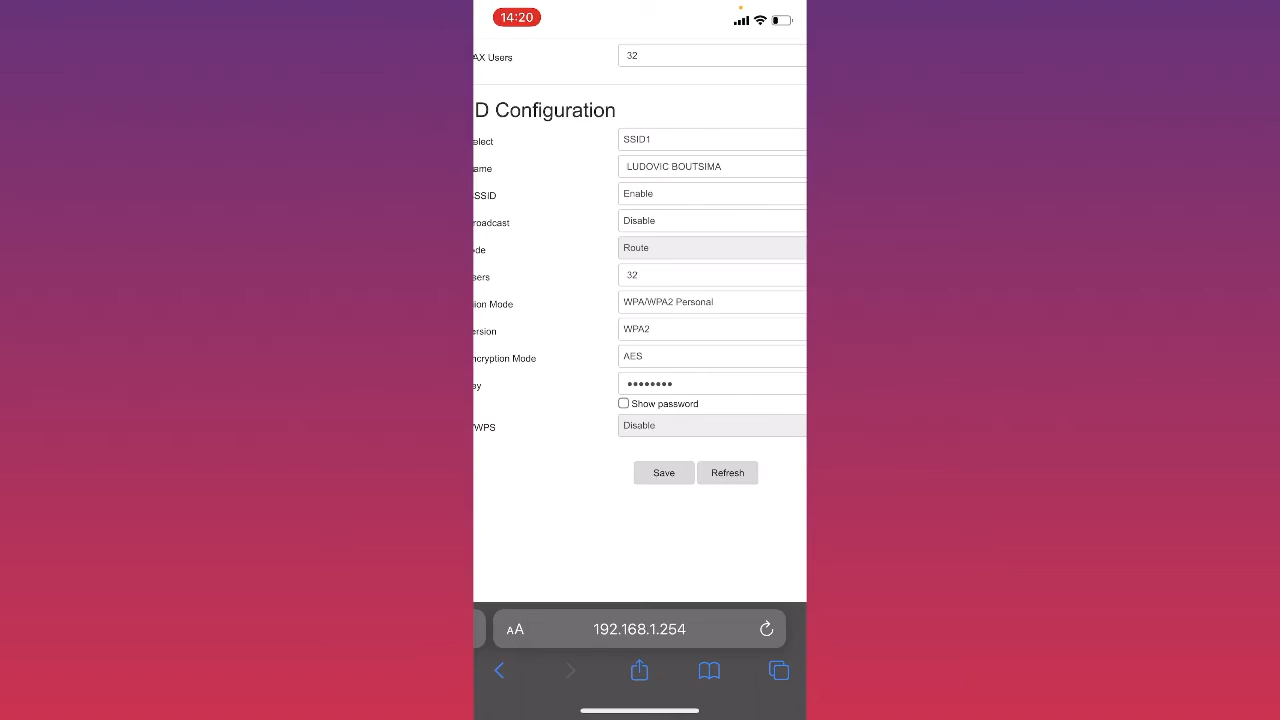 14:20
AX Users 32
D Configuration
elect SSID1
ame LUDOVIC BOUTSIMA
SSID Enable
roadcast Disable
de Route
sers 32
ion Mode WPA/WPA2 Personal
ersion WPA2
ncryption Mode AES
ey ••••••••
Show password
WPS Disable
Save Refresh
AA 192.168.1.254